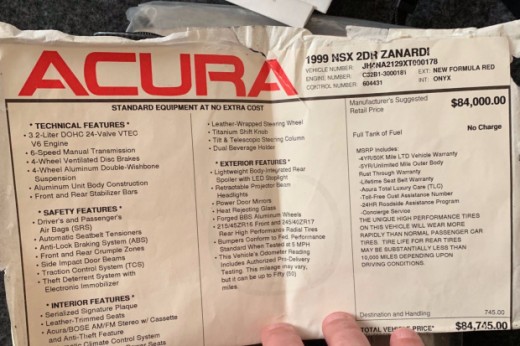 ACURA
1999 NSX 2DR ZANARDI
VEHICLE NUMBER: JH4NA2129XT000178
ENGINE NUMBER: C32B1-3000181 EXT: NEW FORMULA RED
CONTROL NUMBER: 604431 INT: ONYX
STANDARD EQUIPMENT AT NO EXTRA COST
* TECHNICAL FEATURES *
• 3.2-Liter DOHC 24-Valve VTEC
V6 Engine
• 6-Speed Manual Transmission
• 4-Wheel Ventilated Disc Brakes
• 4-Wheel Aluminum Double-Wishbone
Suspension
• Aluminum Unit Body Construction
• Front and Rear Stabilizer Bars
* SAFETY FEATURES *
• Driver's and Passenger's
Air Bags (SRS)
• Automatic Seatbelt Tensioners
• Anti-Lock Braking System (ABS)
• Front and Rear Crumple Zones
• Side Impact Door Beams
• Traction Control System (TCS)
• Theft Deterrent System with
Electronic Immobilizer
* INTERIOR FEATURES *
• Serialized Signature Plaque
• Leather-Trimmed Seats
• Acura/BOSE AM/FM Stereo w/ Cassette
and Anti-Theft Feature
Climate Control System
• Leather-Wrapped Steering Wheel
• Titanium Shift Knob
• Tilt & Telescopic Steering Column
• Dual Beverage Holder
* EXTERIOR FEATURES *
• Lightweight Body-Integrated Rear
Spoiler with LED Stoplight
• Retractable Projector Beam
Headlights
• Power Door Mirrors
• Heat Rejecting Glass
• Forged BBS Aluminum Wheels
• 215/45ZR16 Front and 245/40ZR17
Rear High Performance Radial Tires
• Bumpers Conform to Fed. Performance
Standard When Tested @ 5 MPH
• This Vehicle's Odometer Reading
Includes Authorized Pre-Delivery
Testing. This mileage may vary,
but it can be up to Fifty (50)
miles.
Manufacturer's Suggested
Retail Price $84,000.00
Full Tank of Fuel No Charge
MSRP Includes:
-4YR/50K Mile LTD Vehicle Warranty
-5YR/Unlimited Mile Outer Body
Rust Through Warranty
-Lifetime Seat Belt Warranty
-Acura Total Luxury Care (TLC)
-Toll-Free Cust Assistance Number
-24HR Roadside Assistance Program
-Concierge Service
THE UNIQUE HIGH PERFORMANCE TIRES
ON THIS VEHICLE WILL WEAR MORE
RAPIDLY THAN NORMAL PASSENGER CAR
TIRES. TIRE LIFE FOR REAR TIRES
MAY BE SUBSTANTIALLY LESS THAN
10,000 MILES DEPENDING UPON
DRIVING CONDITIONS.
Destination and Handling 745.00
TOTAL VEHICLE PRICE* $84,745.00